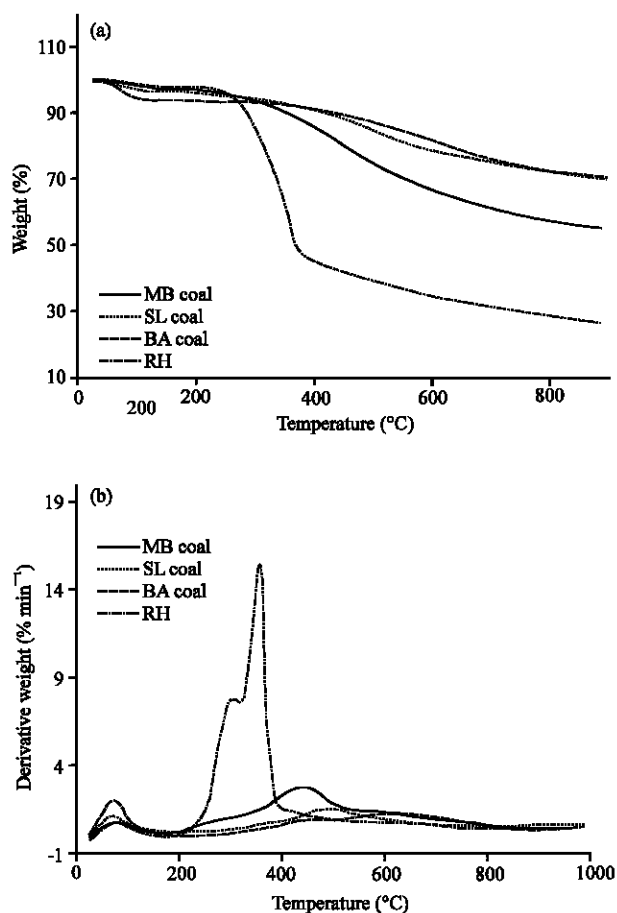 (a)
110
90
70
50
30
10
Weight (%)
MB coal
SL coal
BA coal
RH
0 200 400 600 800
200
Temperature (°C)
(b)
19
14
9
4
-1
Derivative weight (% min⁻¹)
MB coal
SL coal
BA coal
RH
0 200 400 600 800 1000
Temperature (°C)